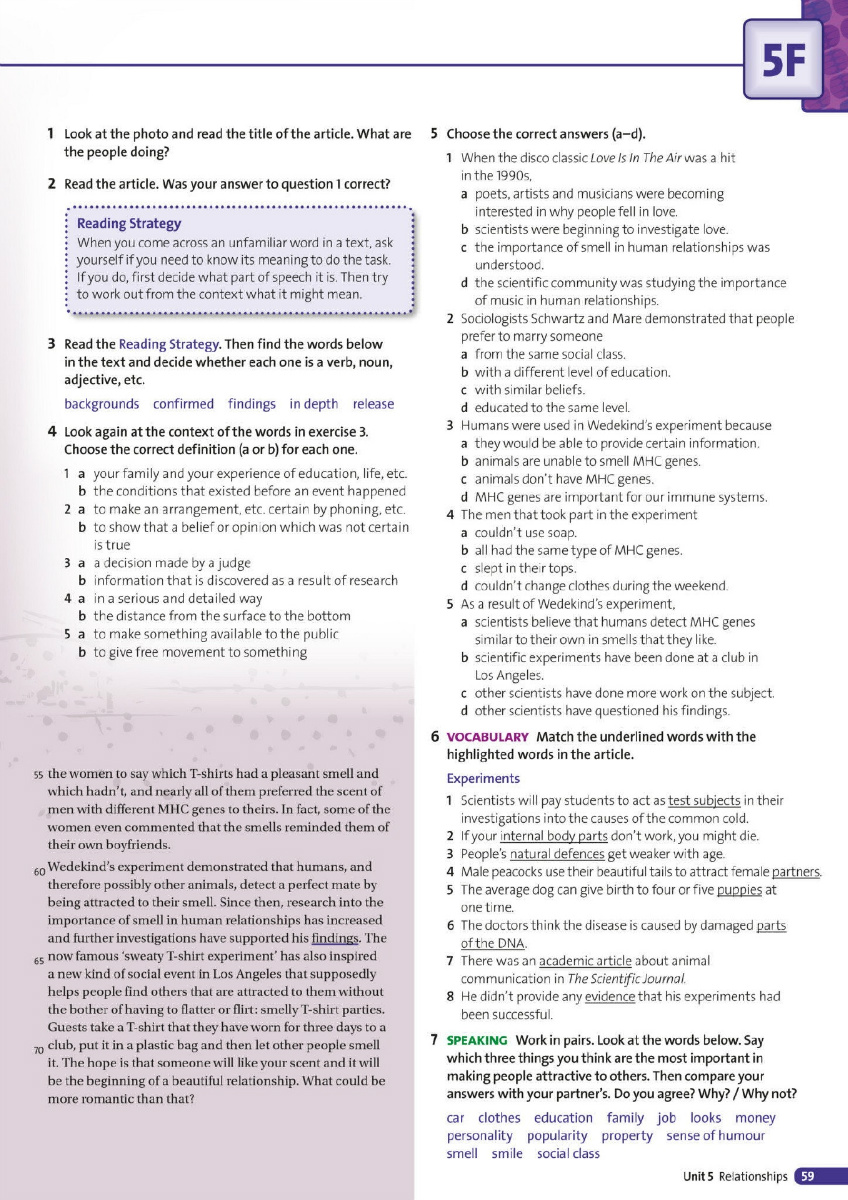 5F
1 Look at the photo and read the title of the article. What are
the people doing?
2 Read the article. Was your answer to question 1 correct?
Reading Strategy
When you come across an unfamiliar word in a text, ask
yourself if you need to know its meaning to do the task.
If you do, first decide what part of speech it is. Then try
to work out from the context what it might mean.
3 Read the Reading Strategy. Then find the words below
in the text and decide whether each one is a verb, noun,
adjective, etc.
backgrounds confirmed findings in depth release
4 Look again at the context of the words in exercise 3.
Choose the correct definition (a or b) for each one.
1 a your family and your experience of education, life, etc.
b the conditions that existed before an event happened
2 a to make an arrangement, etc. certain by phoning, etc.
b to show that a belief or opinion which was not certain
is true
3 a a decision made by a judge
b information that is discovered as a result of research
4 a in a serious and detailed way
b the distance from the surface to the bottom
5 a to make something available to the public
b to give free movement to something
55 the women to say which T-shirts had a pleasant smell and
which hadn't, and nearly all of them preferred the scent of
men with different MHC genes to theirs. In fact, some of the
women even commented that the smells reminded them of
their own boyfriends.
60 Wedekind's experiment demonstrated that humans, and
therefore possibly other animals, detect a perfect mate by
being attracted to their smell. Since then, research into the
importance of smell in human relationships has increased
and further investigations have supported his findings. The
65 now famous 'sweaty T-shirt experiment' has also inspired
a new kind of social event in Los Angeles that supposedly
helps people find others that are attracted to them without
the bother of having to flatter or flirt: smelly T-shirt parties.
Guests take a T-shirt that they have worn for three days to a
70 club, put it in a plastic bag and then let other people smell
it. The hope is that someone will like your scent and it will
be the beginning of a beautiful relationship. What could be
more romantic than that?
5 Choose the correct answers (a–d).
1 When the disco classic Love Is In The Air was a hit
in the 1990s,
a poets, artists and musicians were becoming
interested in why people fell in love.
b scientists were beginning to investigate love.
c the importance of smell in human relationships was
understood.
d the scientific community was studying the importance
of music in human relationships.
2 Sociologists Schwartz and Mare demonstrated that people
prefer to marry someone
a from the same social class.
b with a different level of education.
c with similar beliefs.
d educated to the same level.
3 Humans were used in Wedekind's experiment because
a they would be able to provide certain information.
b animals are unable to smell MHC genes.
c animals don't have MHC genes.
d MHC genes are important for our immune systems.
4 The men that took part in the experiment
a couldn't use soap.
b all had the same type of MHC genes.
c slept in their tops.
d couldn't change clothes during the weekend.
5 As a result of Wedekind's experiment,
a scientists believe that humans detect MHC genes
similar to their own in smells that they like.
b scientific experiments have been done at a club in
Los Angeles.
c other scientists have done more work on the subject.
d other scientists have questioned his findings.
6 VOCABULARY Match the underlined words with the
highlighted words in the article.
Experiments
1 Scientists will pay students to act as test subjects in their
investigations into the causes of the common cold.
2 If your internal body parts don't work, you might die.
3 People's natural defences get weaker with age.
4 Male peacocks use their beautiful tails to attract female partners.
5 The average dog can give birth to four or five puppies at
one time.
6 The doctors think the disease is caused by damaged parts
of the DNA.
7 There was an academic article about animal
communication in The Scientific Journal.
8 He didn't provide any evidence that his experiments had
been successful.
7 SPEAKING Work in pairs. Look at the words below. Say
which three things you think are the most important in
making people attractive to others. Then compare your
answers with your partner's. Do you agree? Why? / Why not?
car clothes education family job looks money
personality popularity property sense of humour
smell smile social class
Unit 5 Relationships 59